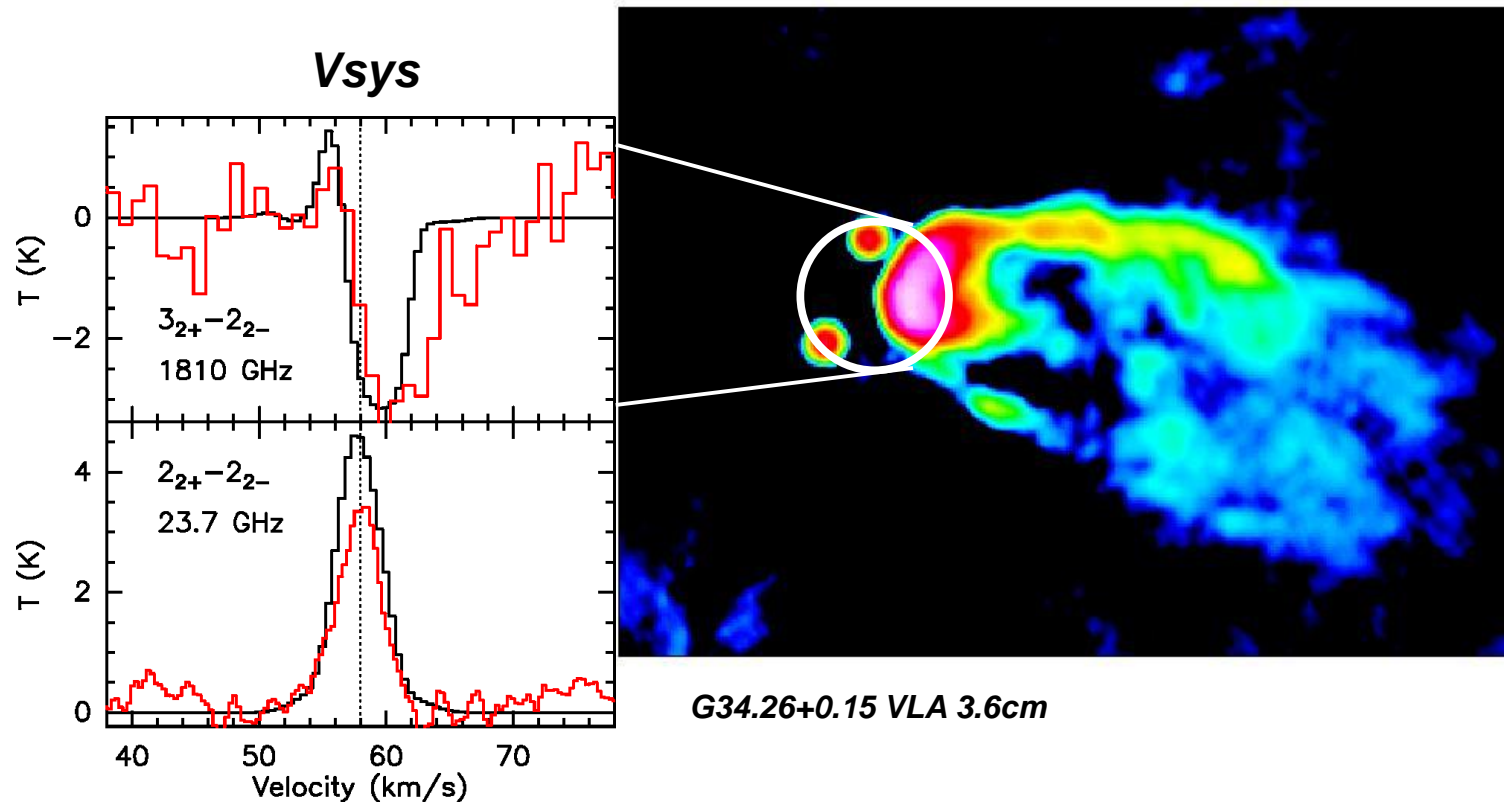 Vsys
T (K)
0
−2
3₂₊−2₂₋
1810 GHz
T (K)
4
2
0
2₂₊−2₂₋
23.7 GHz
40 50 60 70
Velocity (km/s)
G34.26+0.15 VLA 3.6cm